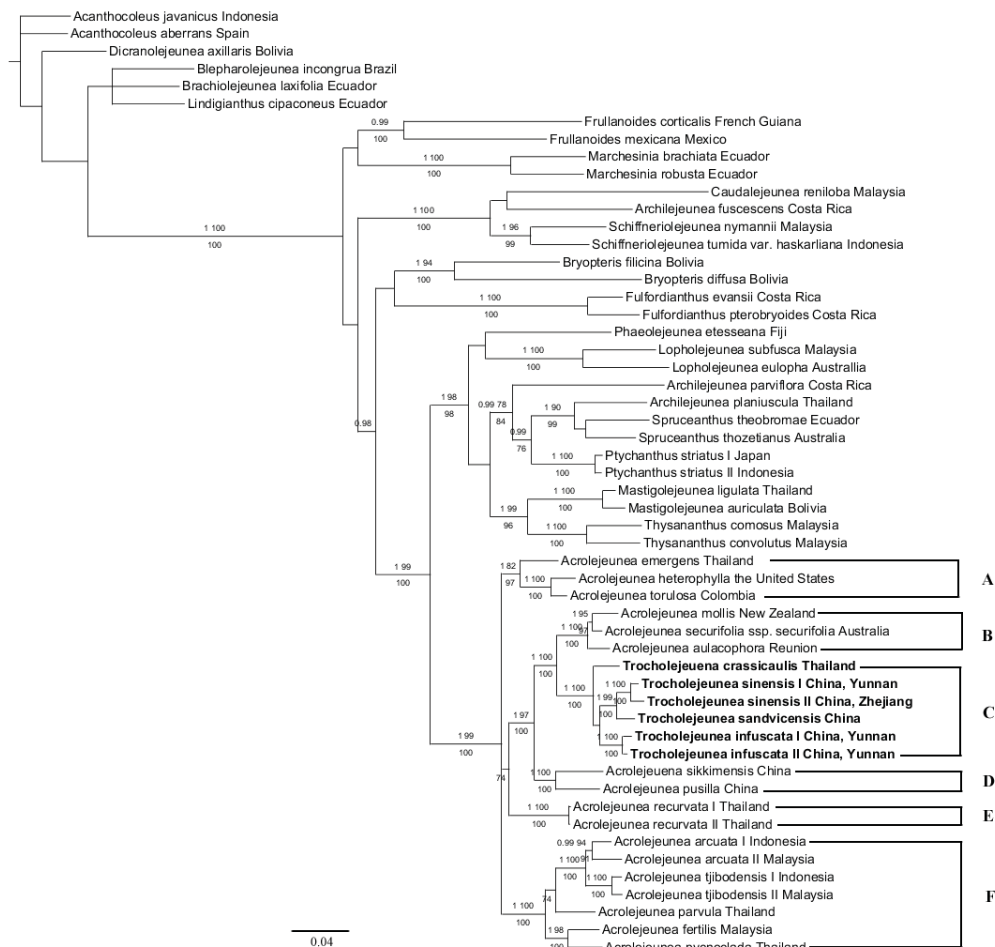 Acanthocoleus javanicus Indonesia
Acanthocoleus aberrans Spain
Dicranolejeunea axillaris Bolivia
Blepharolejeunea incongrua Brazil
Brachiolejeunea laxifolia Ecuador
Lindigianthus cipaconeus Ecuador
0.99
100
Frullanoides corticalis French Guiana
Frullanoides mexicana Mexico
1 100
100
Marchesinia brachiata Ecuador
Marchesinia robusta Ecuador
1 100
100
1 100
100
Caudalejeunea reniloba Malaysia
Archilejeunea fuscescens Costa Rica
1 96
99
Schiffneriolejeunea nymannii Malaysia
Schiffneriolejeunea tumida var. haskarliana Indonesia
1 94
100
Bryopteris filicina Bolivia
Bryopteris diffusa Bolivia
1 100
100
Fulfordianthus evansii Costa Rica
Fulfordianthus pterobryoides Costa Rica
0.98
Phaeolejeunea etesseana Fiji
1 100
100
Lopholejeunea subfusca Malaysia
Lopholejeunea eulopha Australlia
1 98
98
0.99 78
84
Archilejeunea parviflora Costa Rica
1 90
99
Archilejeunea planiuscula Thailand
Spruceanthus theobromae Ecuador
Spruceanthus thozetianus Australia
0.99
76
1 100
100
Ptychanthus striatus I Japan
Ptychanthus striatus II Indonesia
1 99
96
1 100
100
Mastigolejeunea ligulata Thailand
Mastigolejeunea auriculata Bolivia
1 100
100
Thysananthus comosus Malaysia
Thysananthus convolutus Malaysia
1 99
100
1 82
97
Acrolejeunea emergens Thailand
1 100
100
Acrolejeunea heterophylla the United States
Acrolejeunea torulosa Colombia
A
1 95
97
Acrolejeunea mollis New Zealand
Acrolejeunea securifolia ssp. securifolia Australia
1 100
100
Acrolejeunea aulacophora Reunion
B
1 100
100
1 100
100
Trocholejeuena crassicaulis Thailand
1 100
100
Trocholejeunea sinensis I China, Yunnan
Trocholejeunea sinensis II China, Zhejiang
1 99
100
Trocholejeunea sandvicensis China
1 100
100
Trocholejeunea infuscata I China, Yunnan
Trocholejeunea infuscata II China, Yunnan
C
1 97
100
1 99
100
74
1 100
100
Acrolejeuena sikkimensis China
Acrolejeunea pusilla China
D
1 100
100
Acrolejeunea recurvata I Thailand
Acrolejeunea recurvata II Thailand
E
0.99 94
91
Acrolejeunea arcuata I Indonesia
Acrolejeunea arcuata II Malaysia
1 100
100
1 100
100
Acrolejeunea tjibodensis I Indonesia
Acrolejeunea tjibodensis II Malaysia
74
Acrolejeunea parvula Thailand
1 100
100
1 98
100
Acrolejeunea fertilis Malaysia
Acrolejeunea pycnoclada Thailand
F
0.04